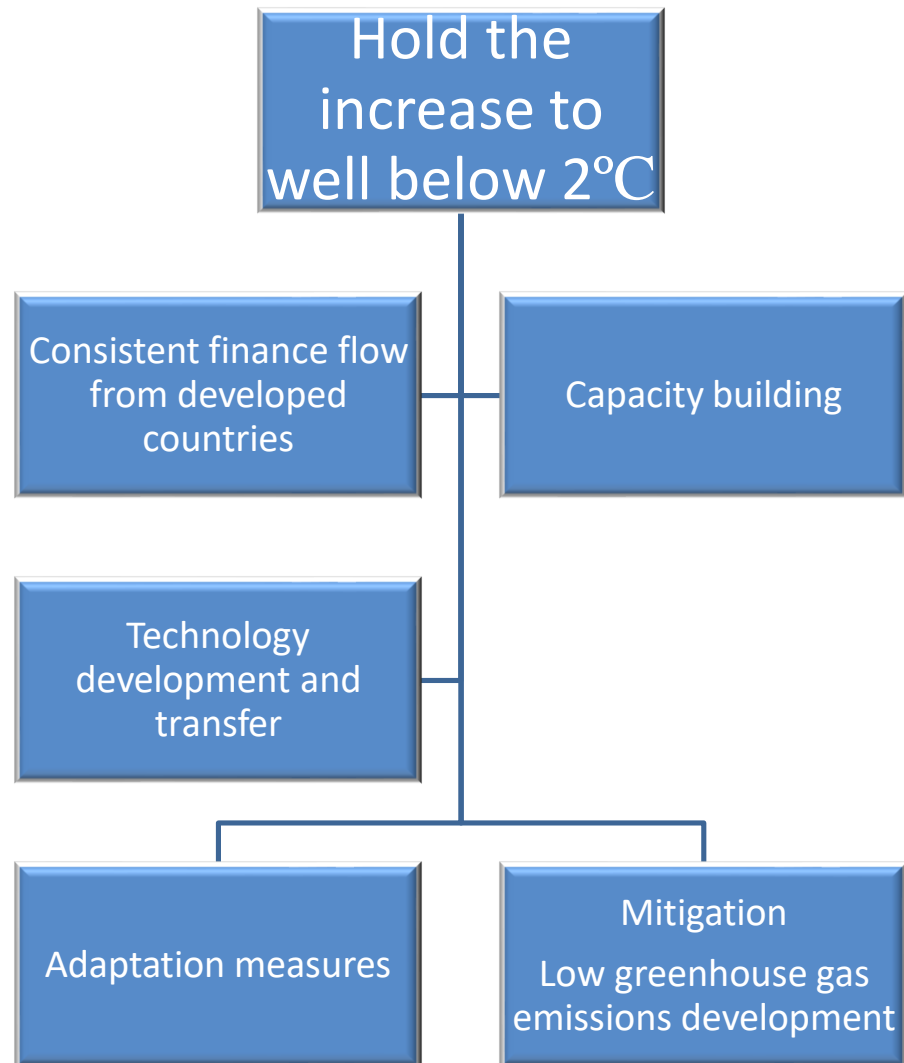 Hold the
increase to
well below 2℃
Consistent finance flow
from developed
countries
Capacity building
Technology
development and
transfer
Adaptation measures
Mitigation
Low greenhouse gas
emissions development